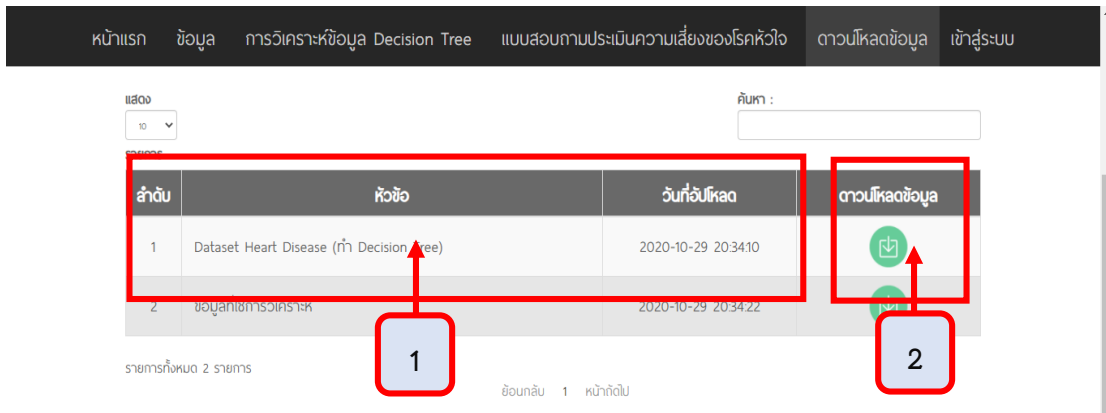 หน้าแรก ข้อมูล การวิเคราะห์ข้อมูล Decision Tree แบบสอบถามประเมินความเสี่ยงของโรคหัวใจ ดาวน์โหลดข้อมูล เข้าสู่ระบบ
แสดง ค้นหา :
10
รายการ
ลำดับ หัวข้อ วันที่อัปโหลด ดาวน์โหลดข้อมูล
1 Dataset Heart Disease (ทำ Decision Tree) 2020-10-29 20:34:10
2 ข้อมูลที่ใช้การวิเคราะห์ 2020-10-29 20:34:22
1 2
รายการทั้งหมด 2 รายการ
ย้อนกลับ 1 หน้าถัดไป